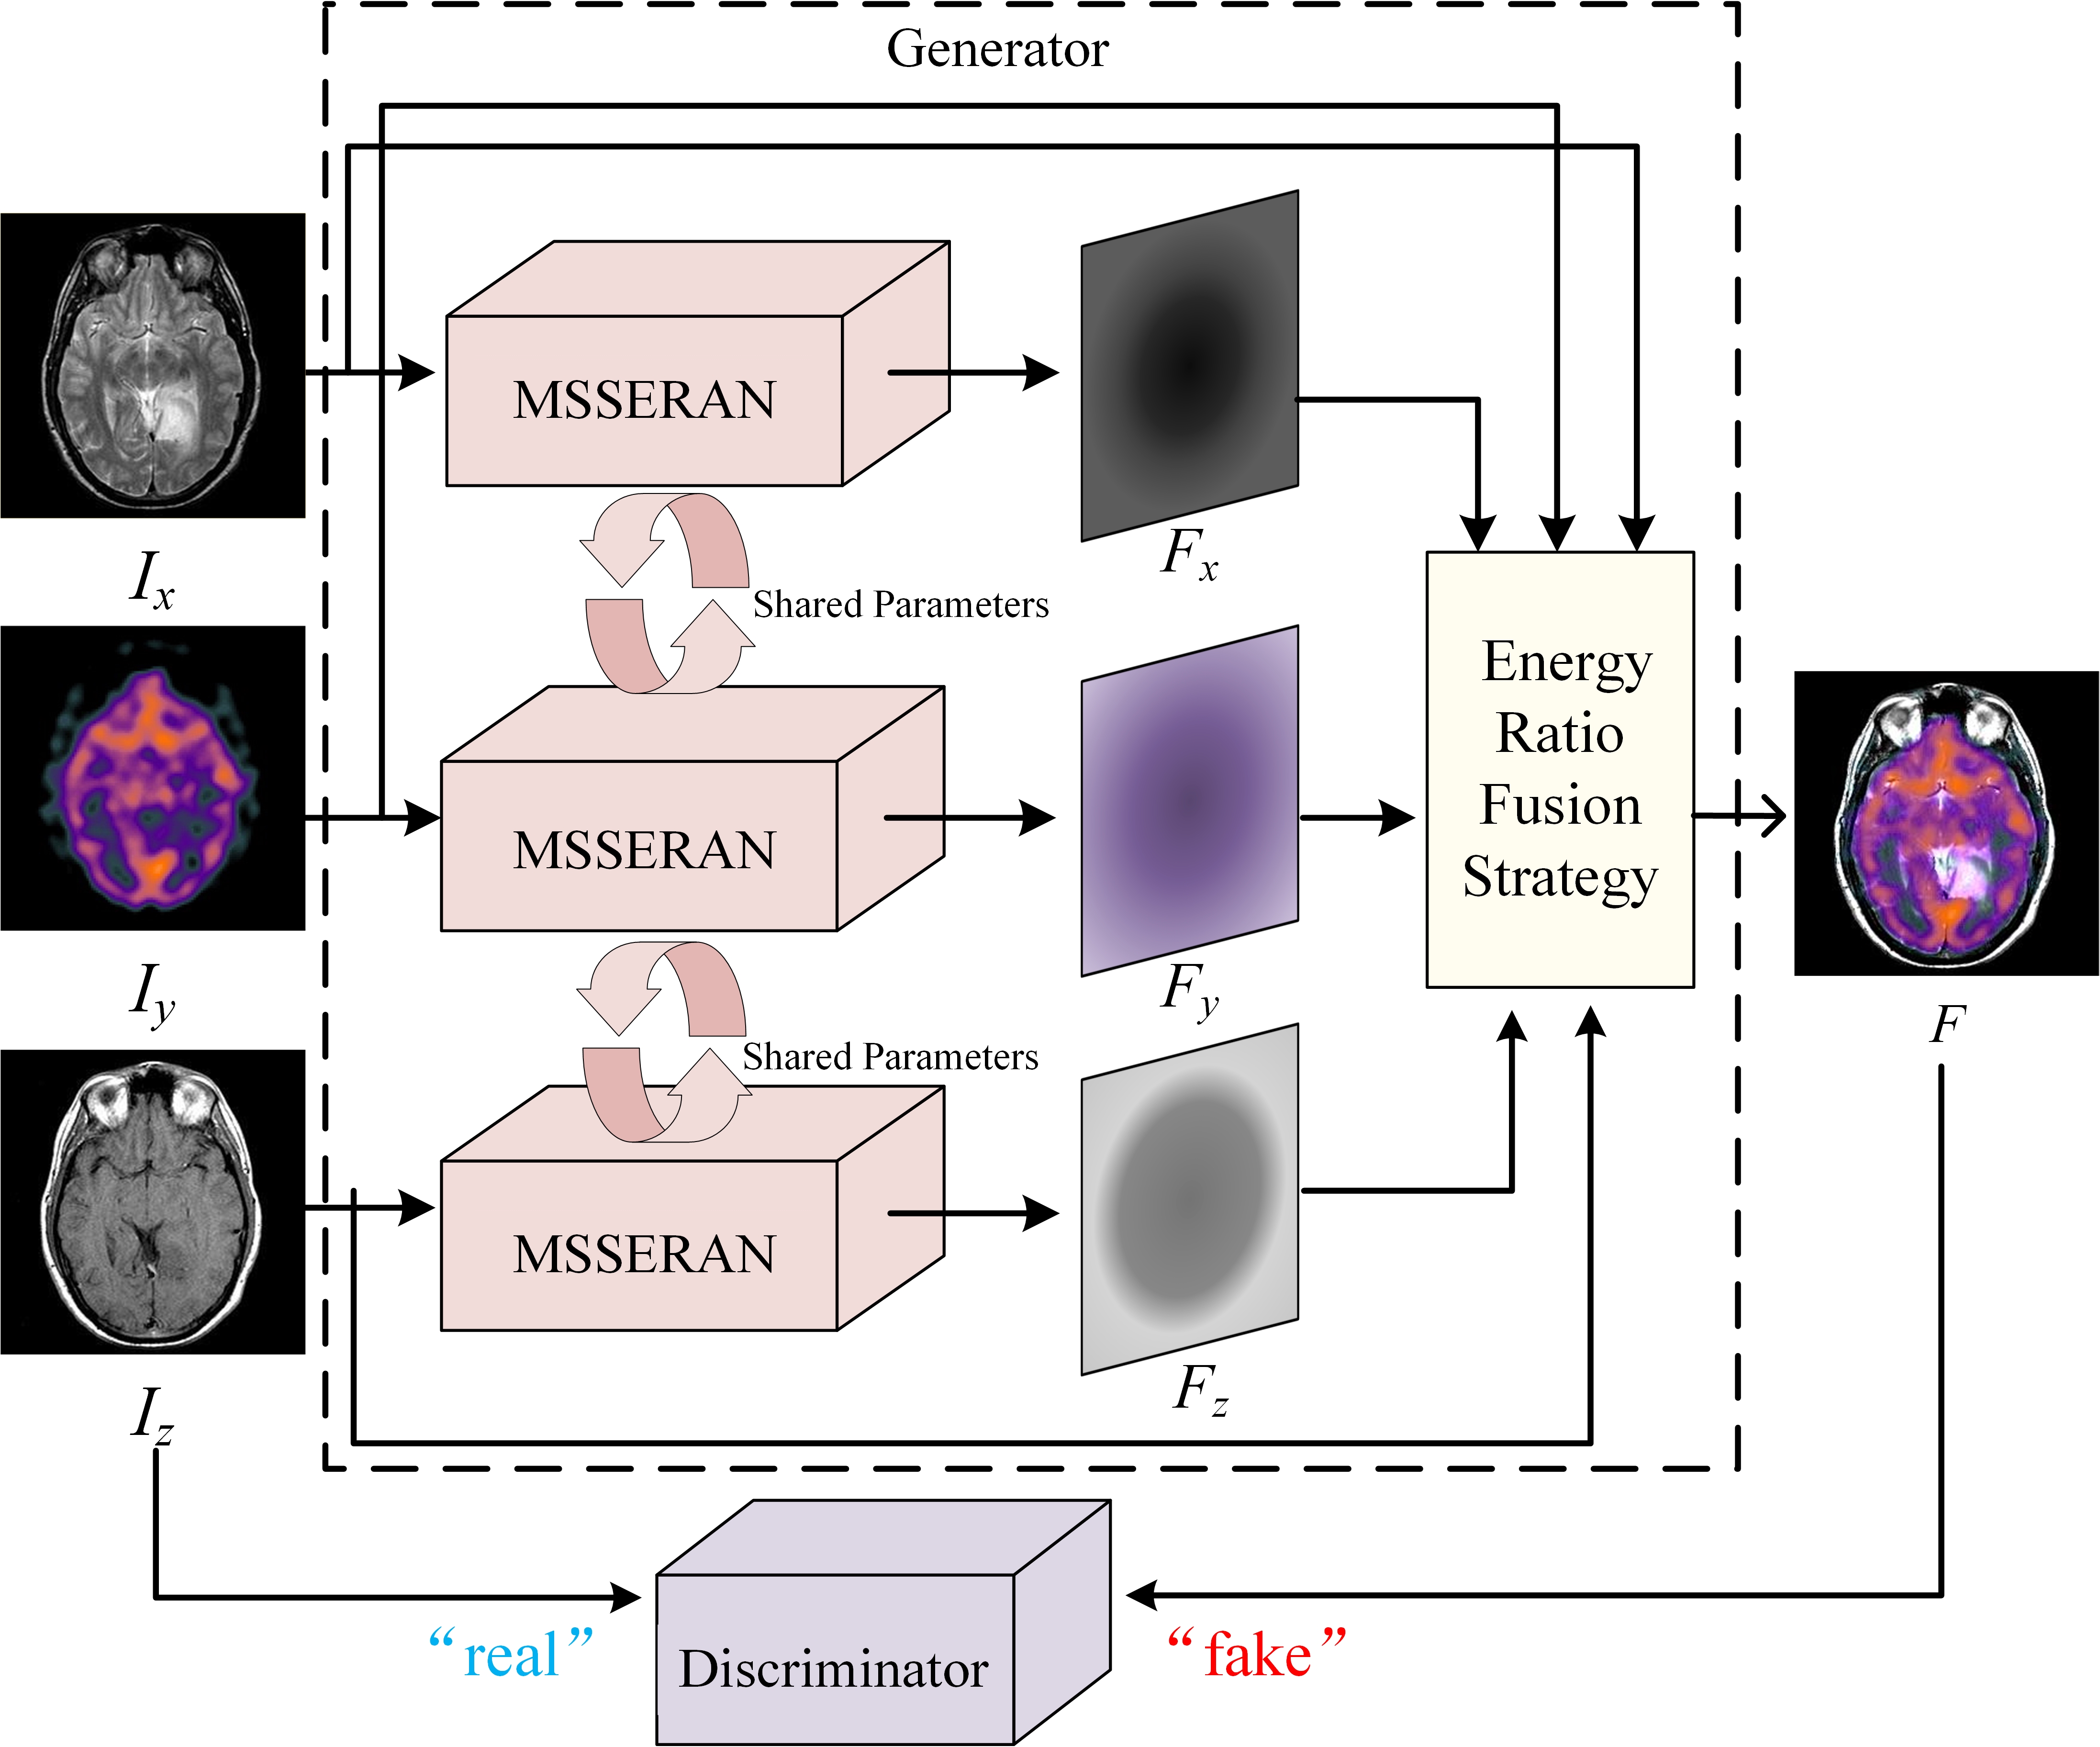 Generator
MSSERAN
I_x
F_x
Shared Parameters
Energy
Ratio
Fusion
Strategy
MSSERAN
I_y
F_y
F
Shared Parameters
MSSERAN
I_z
F_z
“real”
Discriminator
“fake”